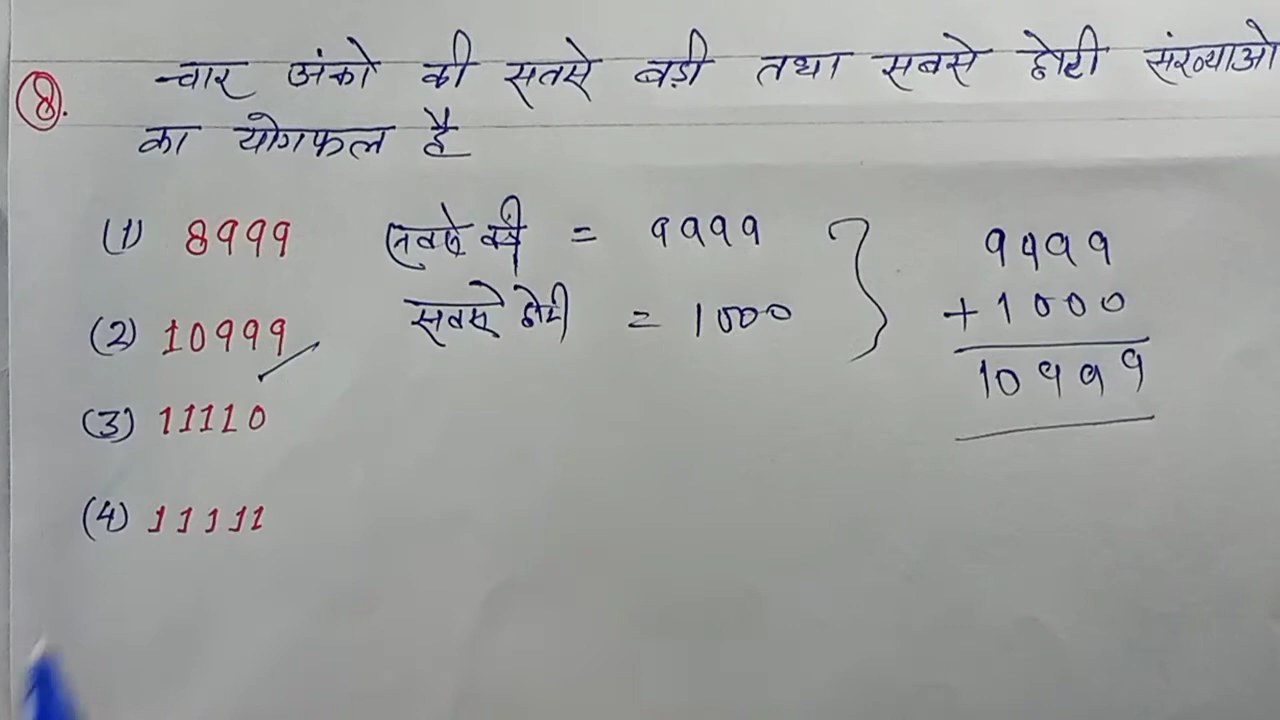 8. चार अंको की सतसे बड़ी तथा सबसे छोटी संख्याओ
का योगफल है
(1) 8999 सबसे बड़ी = 9999
(2) 10999 सबसे छोटी = 1000
(3) 11110
(4) 11111
9999
+ 1000
10999